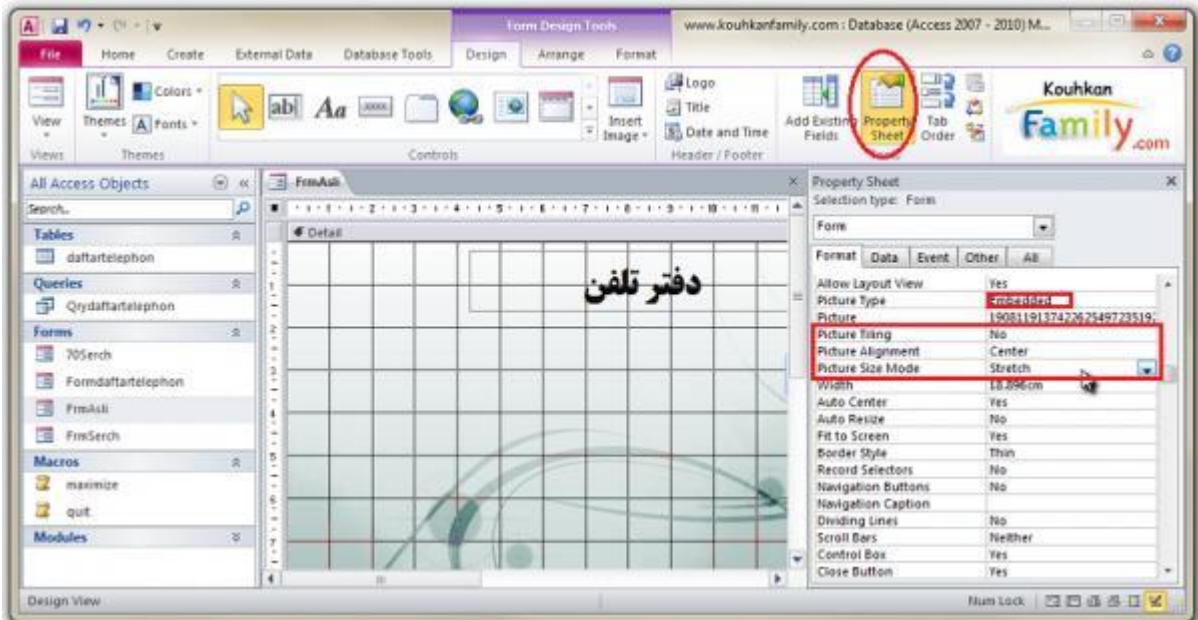 Form Design Tools
www.kouhkanfamily.com : Database (Access 2007 - 2010) M...
File Home Create External Data Database Tools Design Arrange Format
View
Views
Themes
Colors
Fonts
Themes
ab Aa xxxx
Controls
Insert Image
Logo
Title
Date and Time
Header / Footer
Add Existing Fields
Property Sheet
Tab Order
Kouhkan
Family.com
All Access Objects
Search..
Tables
daftartelephon
Queries
Qrydaftartelephon
Forms
70Serch
Formdaftartelephon
FrmAsli
FrmSerch
Macros
maximize
quit
Modules
FrmAsli
Detail
دفتر تلفن
Property Sheet
Selection type: Form
Form
Format Data Event Other All
Allow Layout View Yes
Picture Type Embedded
Picture
Picture Tiling No
Picture Alignment Center
Picture Size Mode Stretch
Width 18.896cm
Auto Center Yes
Auto Resize No
Fit to Screen Yes
Border Style Thin
Record Selectors No
Navigation Buttons No
Navigation Caption
Dividing Lines No
Scroll Bars Neither
Control Box Yes
Close Button Yes
Design View
Num Lock